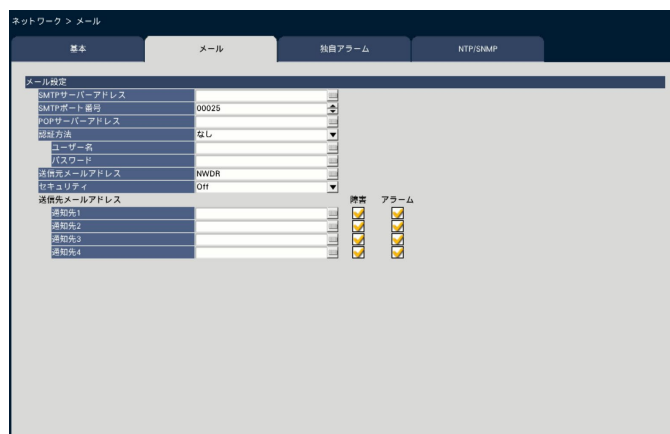 ネットワーク > メール
基本 メール 独自アラーム NTP/SNMP
メール設定
SMTPサーバーアドレス
SMTPポート番号 00025
POPサーバーアドレス
認証方法 なし
ユーザー名
パスワード
送信元メールアドレス NWDR
セキュリティ Off
送信先メールアドレス 障害 アラーム
通知先1
通知先2
通知先3
通知先4